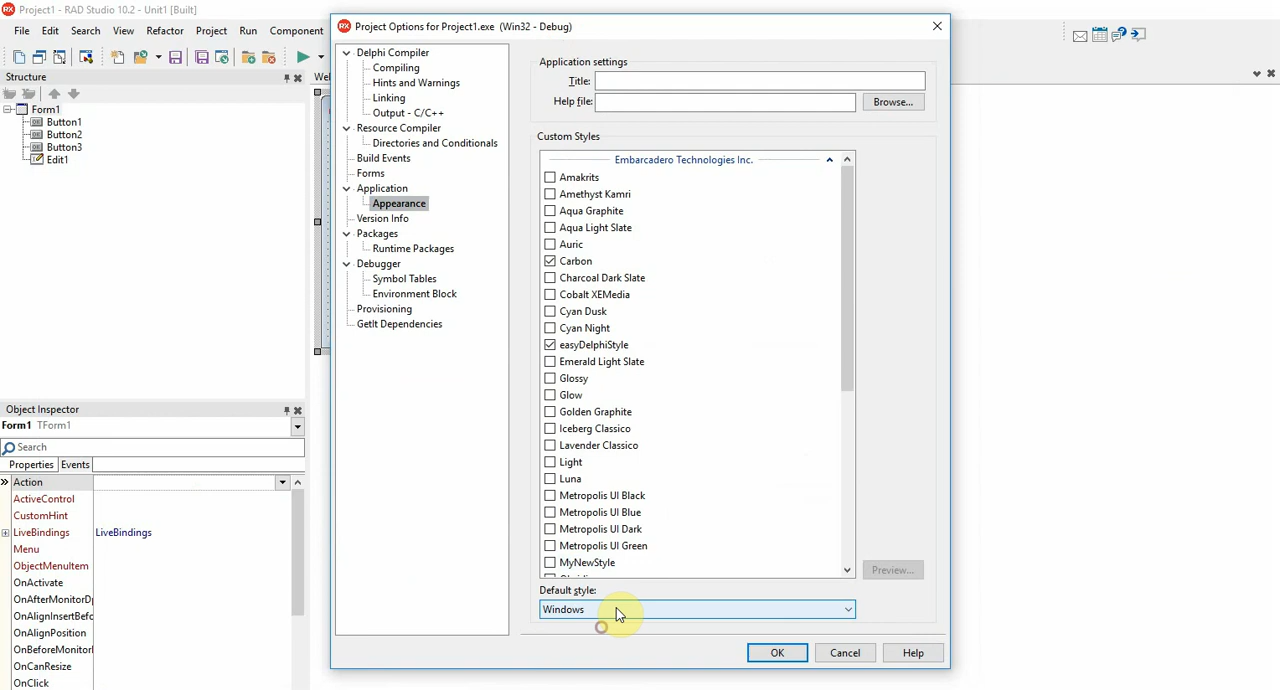 Project1 - RAD Studio 10.2 - Unit1 [Built]
File Edit Search View Refactor Project Run Component
Structure
Wel
Form1
Button1
Button2
Button3
Edit1
Object Inspector
Form1 TForm1
Search
Properties Events
Action
ActiveControl
CustomHint
LiveBindings LiveBindings
Menu
ObjectMenuItem
OnActivate
OnAfterMonitorDp
OnAlignInsertBefo
OnAlignPosition
OnBeforeMonitorl
OnCanResize
OnClick
Project Options for Project1.exe (Win32 - Debug)
Delphi Compiler
Compiling
Hints and Warnings
Linking
Output - C/C++
Resource Compiler
Directories and Conditionals
Build Events
Forms
Application
Appearance
Version Info
Packages
Runtime Packages
Debugger
Symbol Tables
Environment Block
Provisioning
GetIt Dependencies
Application settings
Title:
Help file:
Browse...
Custom Styles
Embarcadero Technologies Inc.
Amakrits
Amethyst Kamri
Aqua Graphite
Aqua Light Slate
Auric
Carbon
Charcoal Dark Slate
Cobalt XEMedia
Cyan Dusk
Cyan Night
easyDelphiStyle
Emerald Light Slate
Glossy
Glow
Golden Graphite
Iceberg Classico
Lavender Classico
Light
Luna
Metropolis UI Black
Metropolis UI Blue
Metropolis UI Dark
Metropolis UI Green
MyNewStyle
Preview...
Default style:
Windows
OK Cancel Help